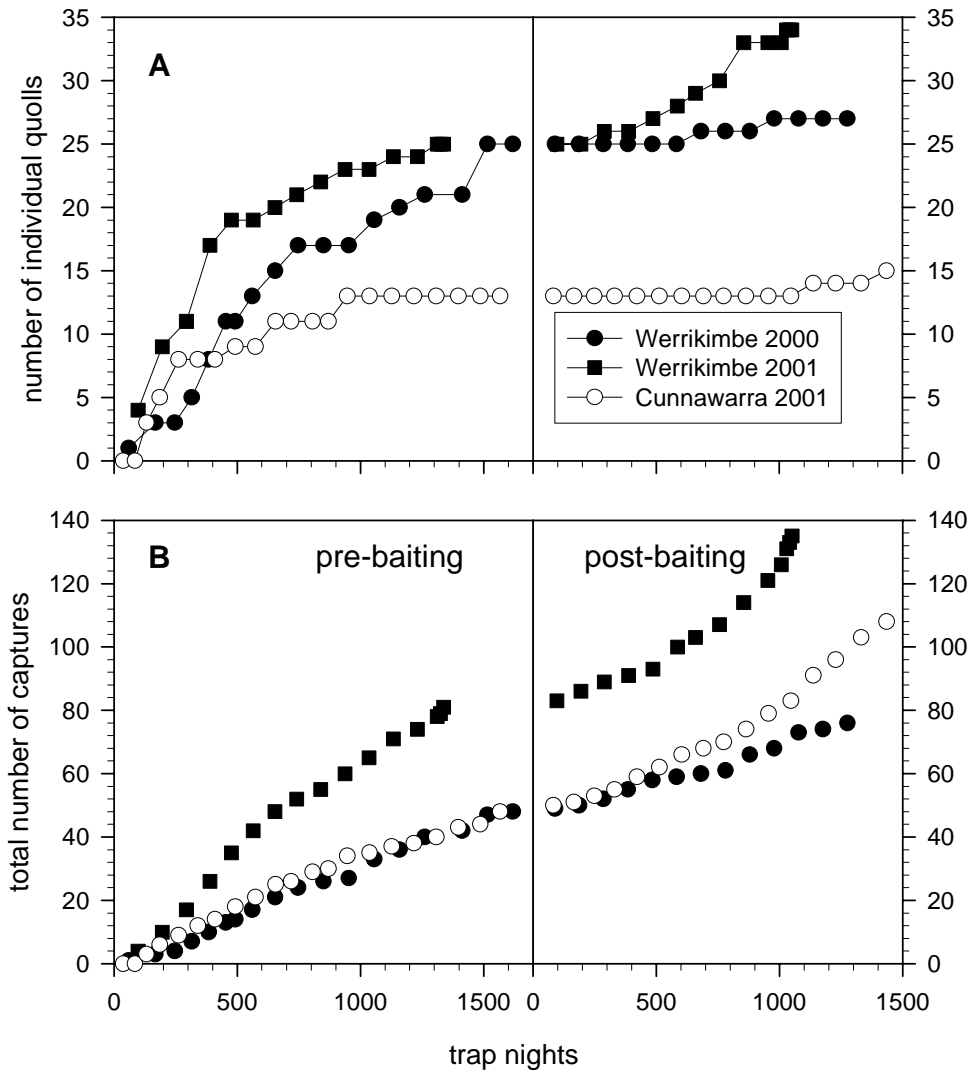 A
number of individual quolls
35
30
25
20
15
10
5
0
35
30
25
20
15
10
5
0
Werrikimbe 2000
Werrikimbe 2001
Cunnawarra 2001
B
pre-baiting
post-baiting
total number of captures
140
120
100
80
60
40
20
0
140
120
100
80
60
40
20
0
0 500 1000 1500 0 500 1000 1500
trap nights